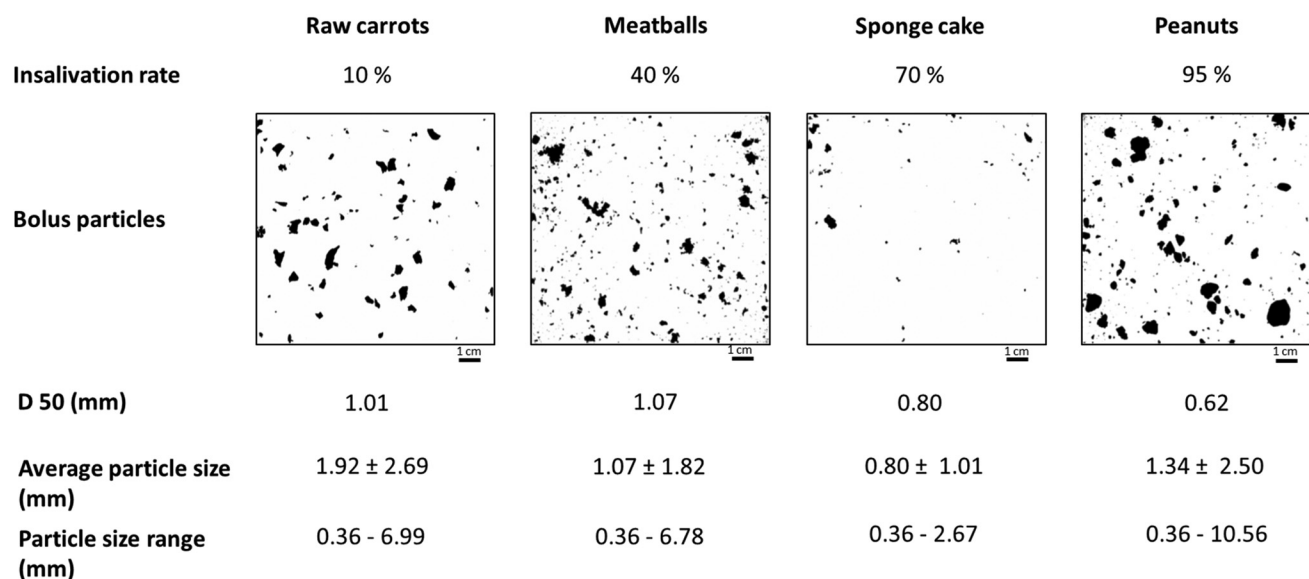 Raw carrots Meatballs Sponge cake Peanuts
Insalivation rate 10 % 40 % 70 % 95 %
Bolus particles
1 cm 1 cm 1 cm 1 cm
D 50 (mm) 1.01 1.07 0.80 0.62
Average particle size 1.92 ± 2.69 1.07 ± 1.82 0.80 ± 1.01 1.34 ± 2.50
(mm)
Particle size range 0.36 - 6.99 0.36 - 6.78 0.36 - 2.67 0.36 - 10.56
(mm)